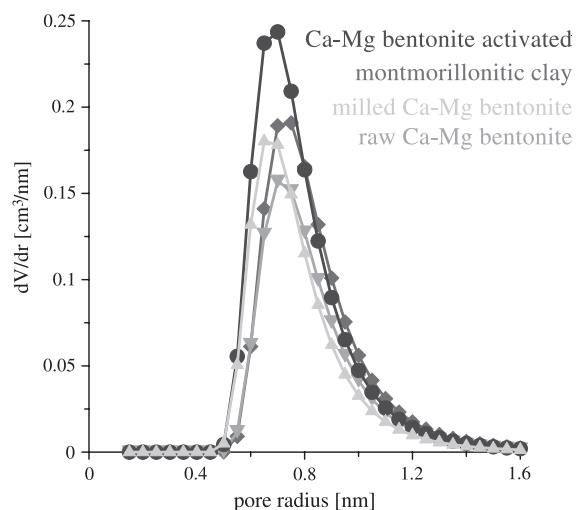 0.25
Ca-Mg bentonite activated
montmorillonitic clay
milled Ca-Mg bentonite
raw Ca-Mg bentonite
0.2
0.15
0.1
0.05
0
dV/dr [cm³/nm]
0 0.4 0.8 1.2 1.6
pore radius [nm]